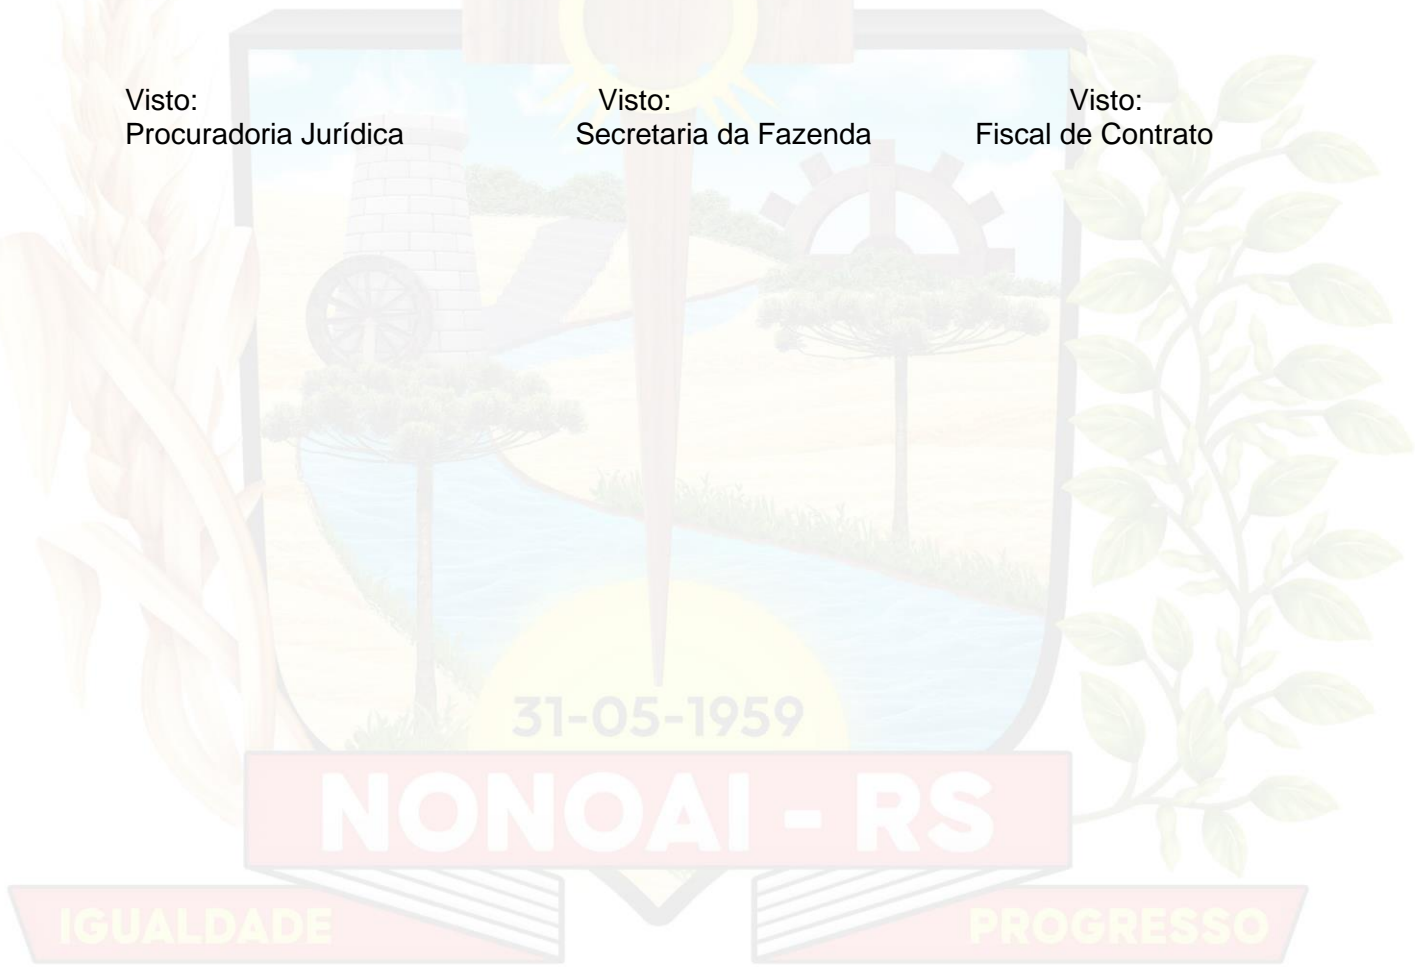 Visto: Visto: Visto:
Procuradoria Jurídica Secretaria da Fazenda Fiscal de Contrato
31-05-1959
NONOAI - RS
IGUALDADE PROGRESSO